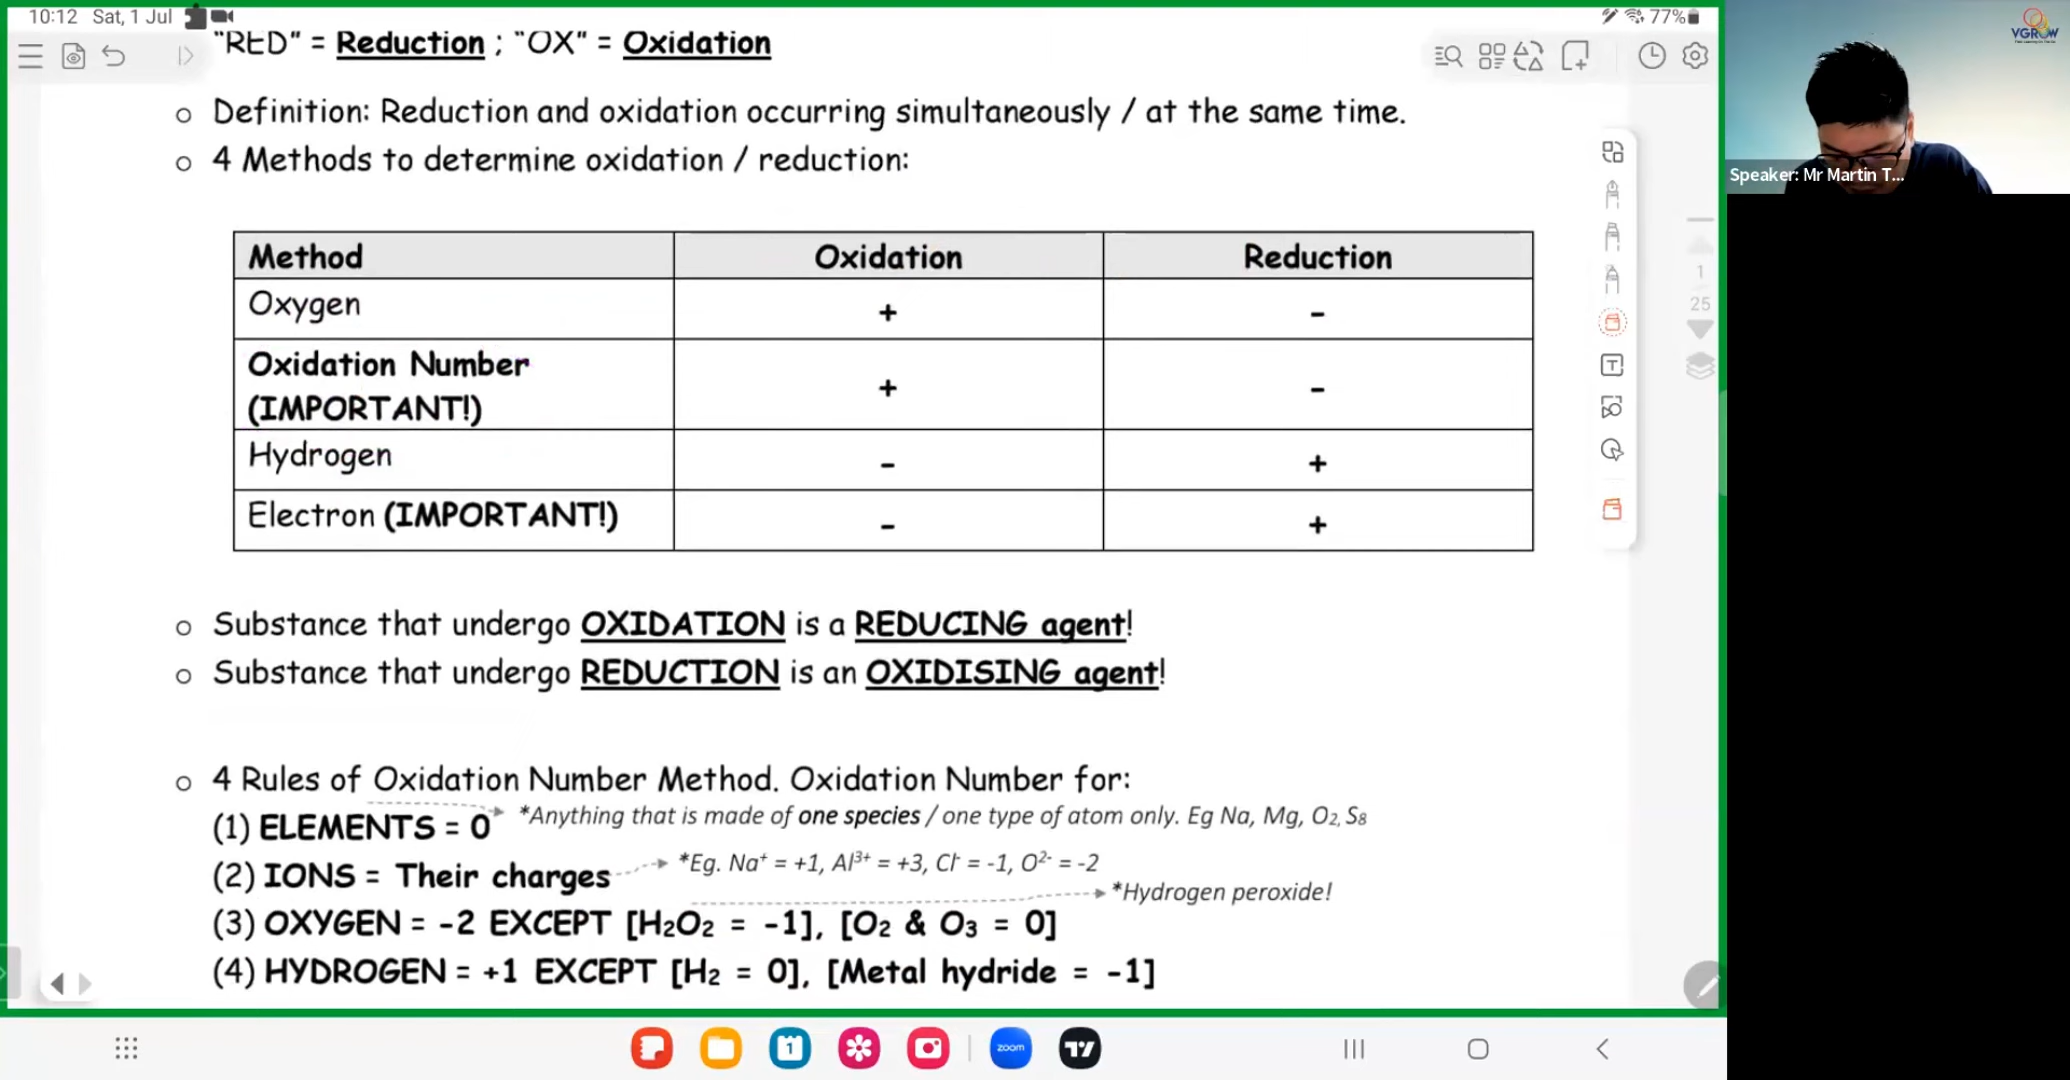 10:12 Sat, 1 Jul
77%
"RED" = Reduction ; "OX" = Oxidation
VGROW
o Definition: Reduction and oxidation occurring simultaneously / at the same time.
o 4 Methods to determine oxidation / reduction:
Speaker: Mr Martin T...
Method Oxidation Reduction
Oxygen + -
Oxidation Number
(IMPORTANT!) + -
Hydrogen - +
Electron (IMPORTANT!) - +
1
25
o Substance that undergo OXIDATION is a REDUCING agent!
o Substance that undergo REDUCTION is an OXIDISING agent!
o 4 Rules of Oxidation Number Method. Oxidation Number for:
(1) ELEMENTS = 0 *Anything that is made of one species / one type of atom only. Eg Na, Mg, O₂, S₈
(2) IONS = Their charges *Eg. Na⁺ = +1, Al³⁺ = +3, Cl⁻ = -1, O²⁻ = -2
*Hydrogen peroxide!
(3) OXYGEN = -2 EXCEPT [H₂O₂ = -1], [O₂ & O₃ = 0]
(4) HYDROGEN = +1 EXCEPT [H₂ = 0], [Metal hydride = -1]
1
zoom